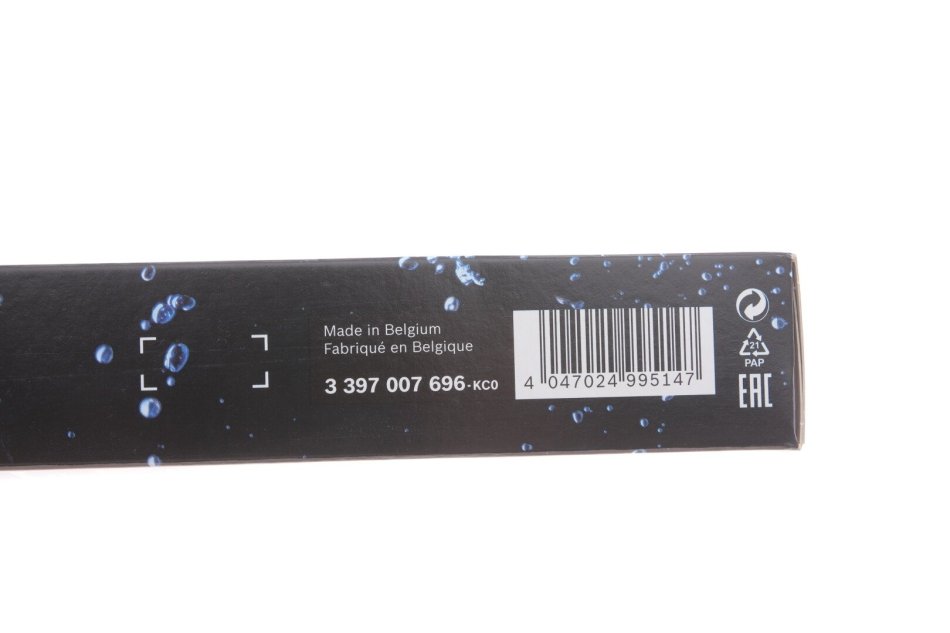 Made in Belgium
Fabriqué en Belgique
3 397 007 696-KC0
4 047024 995147
21
PAP
EAC